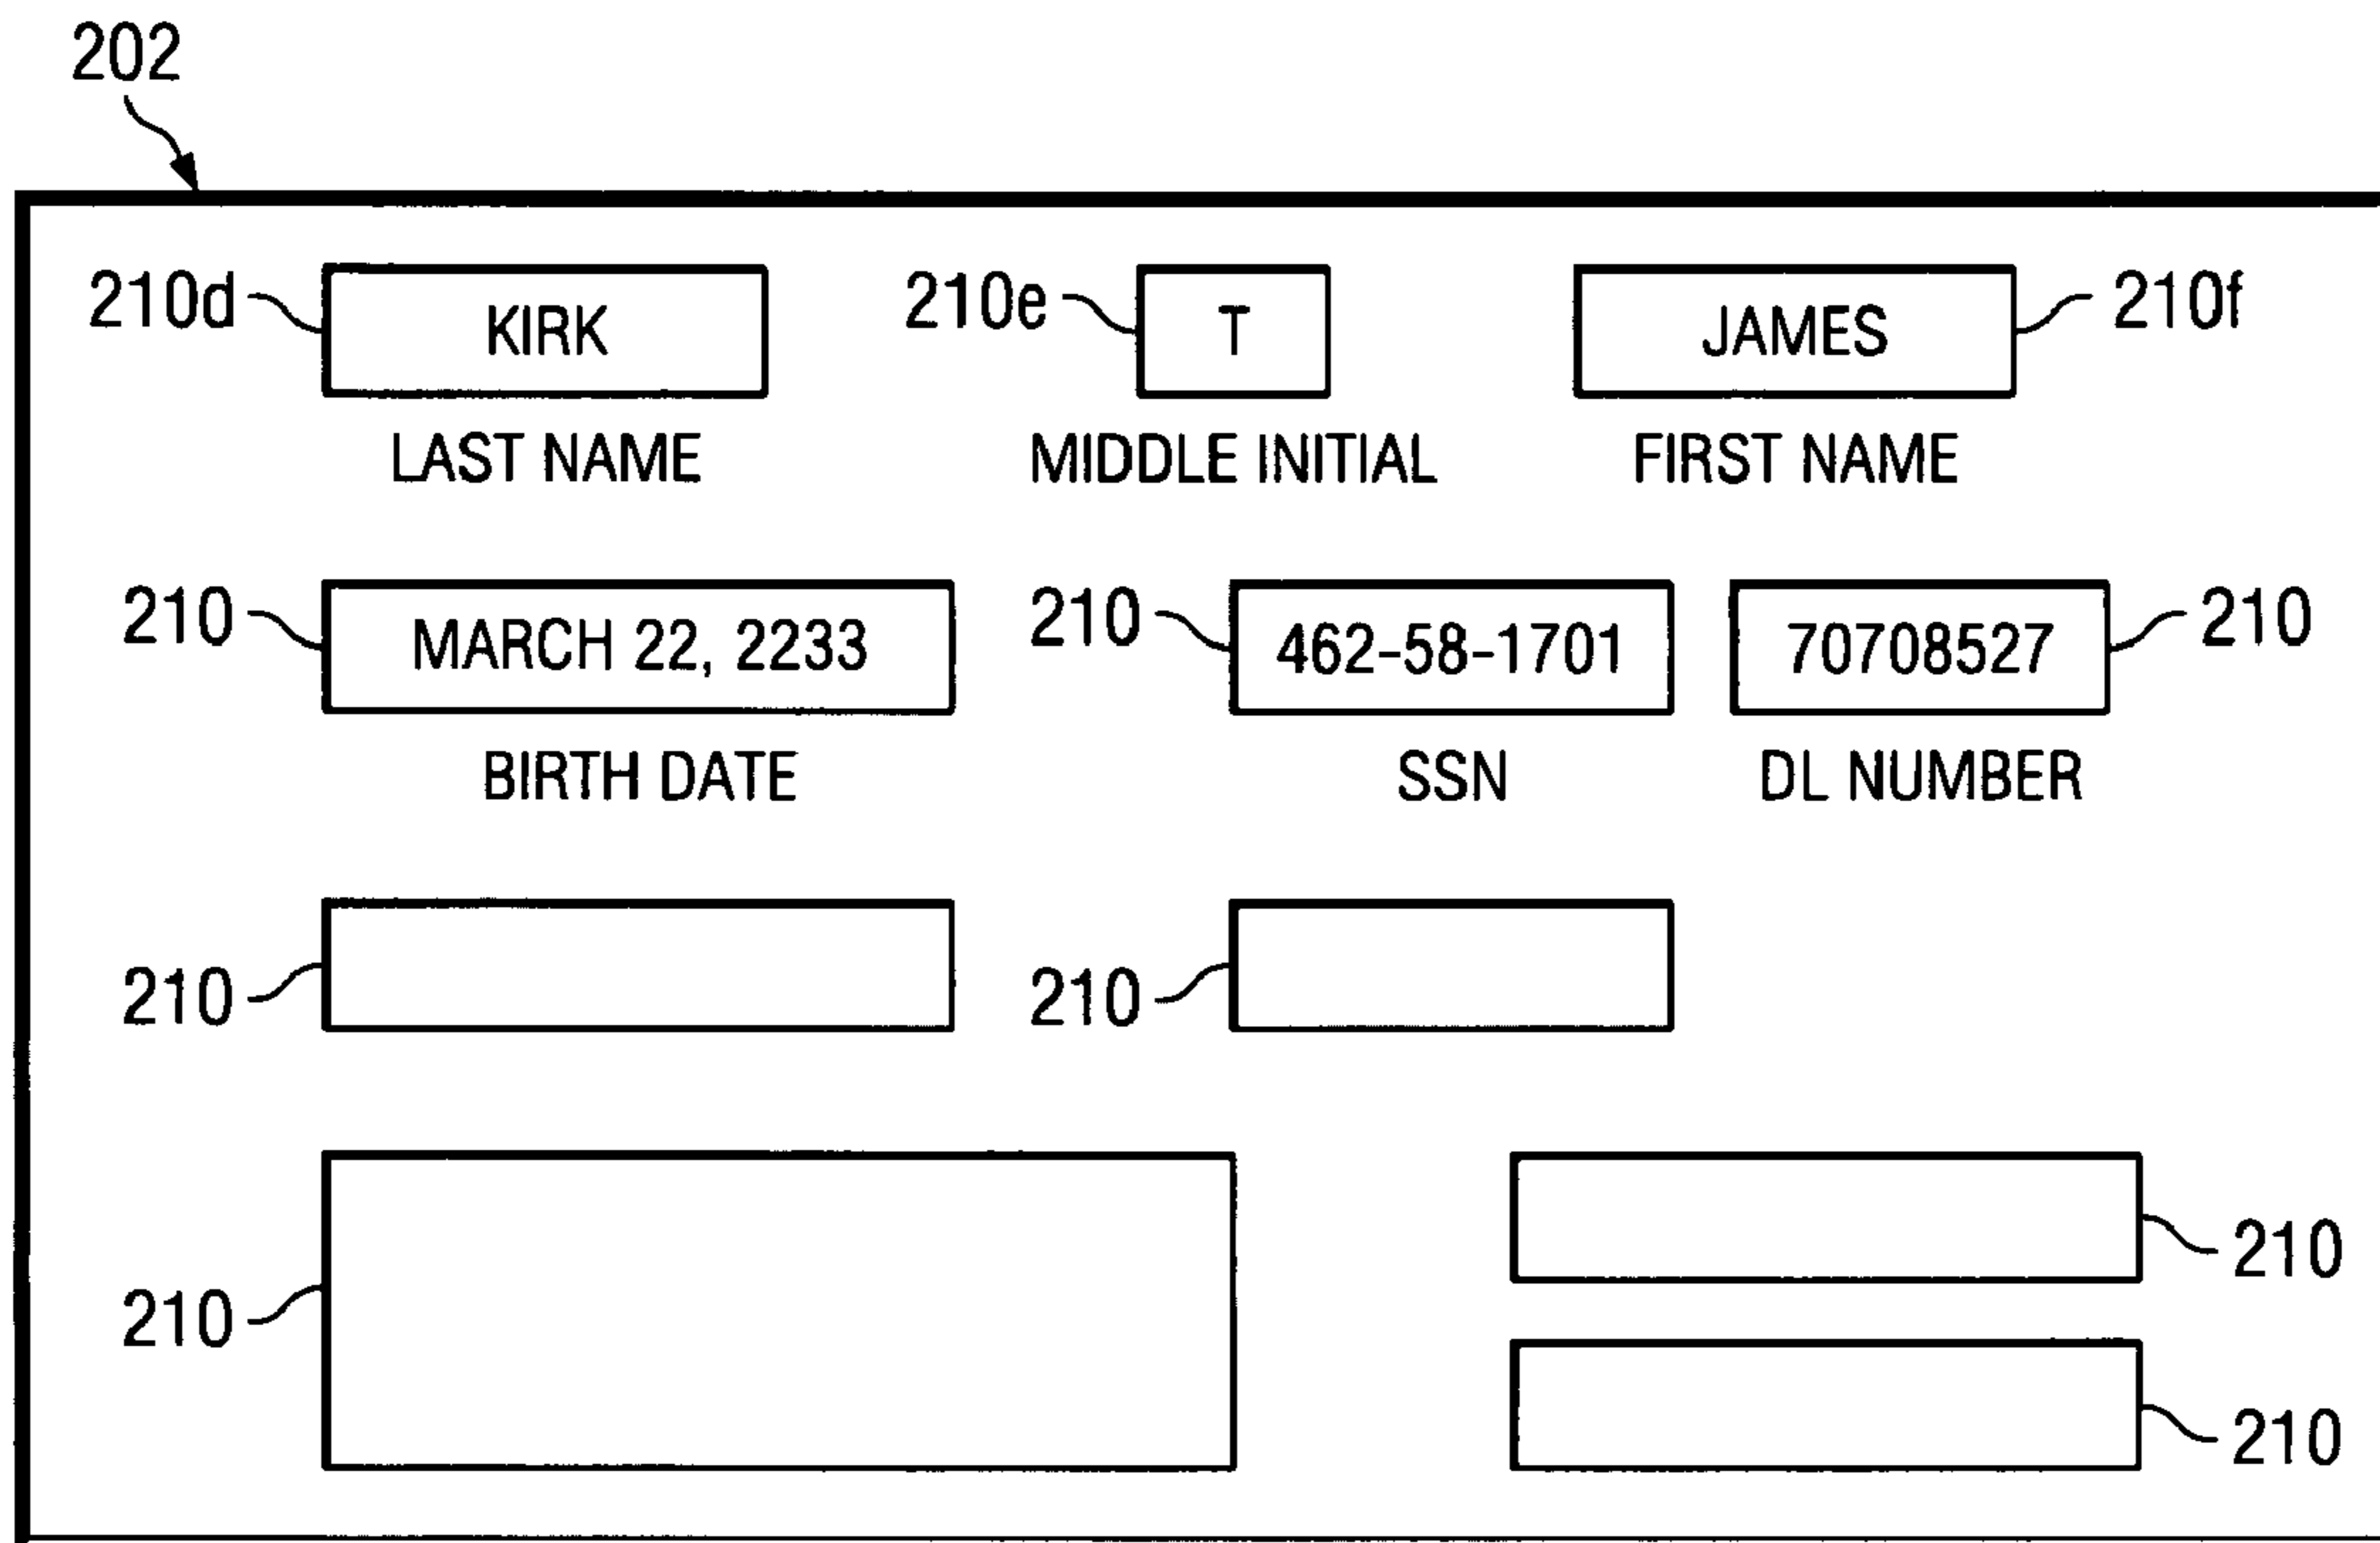 202
210d KIRK 210e T JAMES 210f
LAST NAME MIDDLE INITIAL FIRST NAME
210 MARCH 22, 2233 210 462-58-1701 70708527 210
BIRTH DATE SSN DL NUMBER
210 210
210 210
210